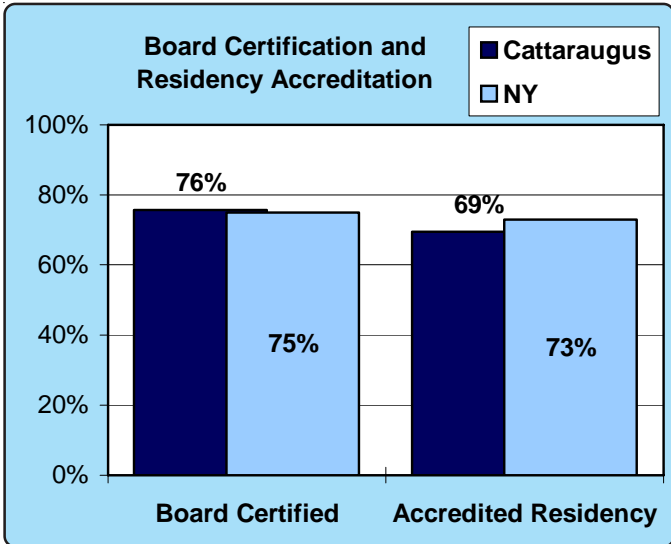 Board Certification and
Residency Accreditation
Cattaraugus
NY
100%
80%
60%
40%
20%
0%
76%
75%
69%
73%
Board Certified
Accredited Residency